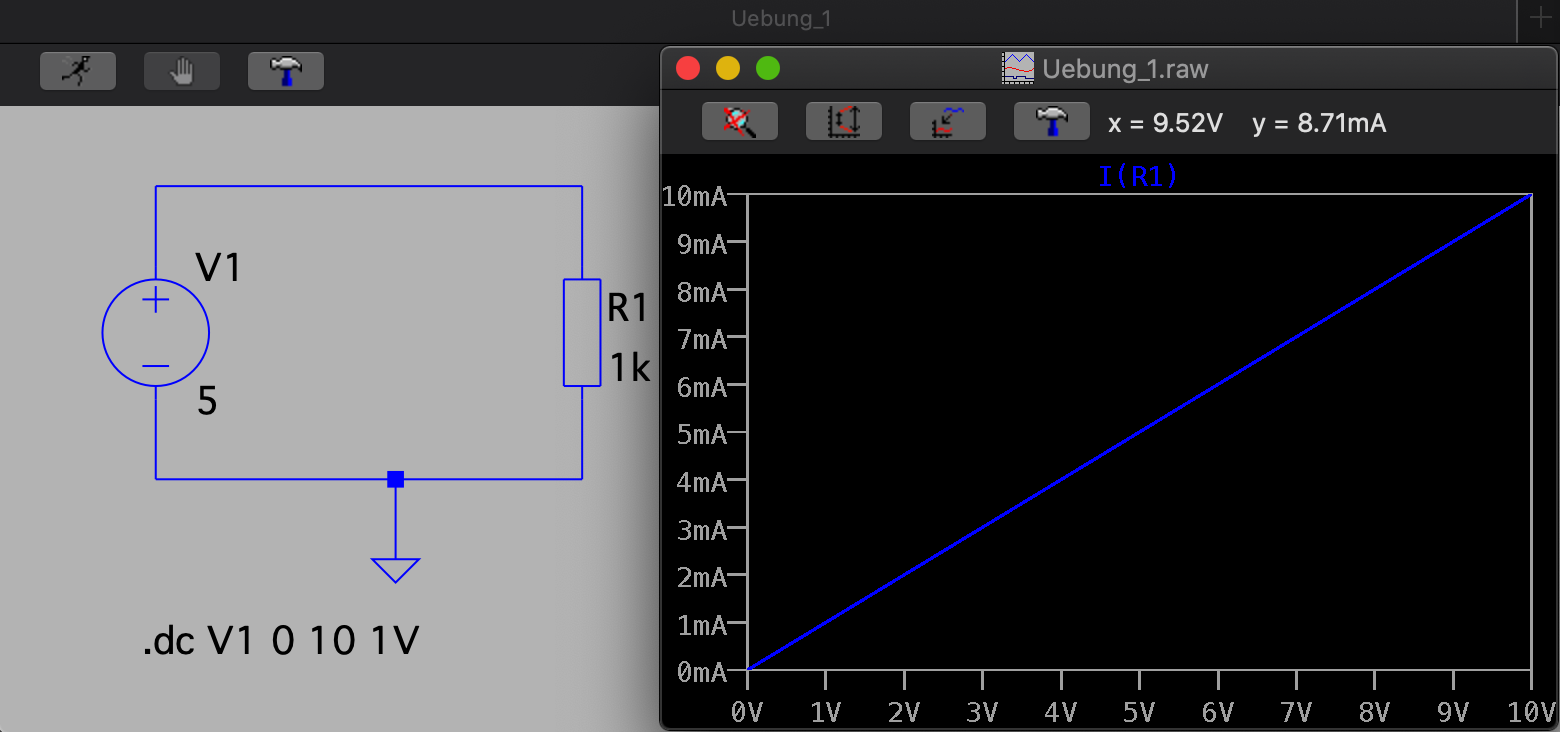 Uebung_1
Uebung_1.raw
x = 9.52V y = 8.71mA
V1
5
R1
1k
.dc V1 0 10 1V
I(R1)
10mA
9mA
8mA
7mA
6mA
5mA
4mA
3mA
2mA
1mA
0mA
0V 1V 2V 3V 4V 5V 6V 7V 8V 9V 10V